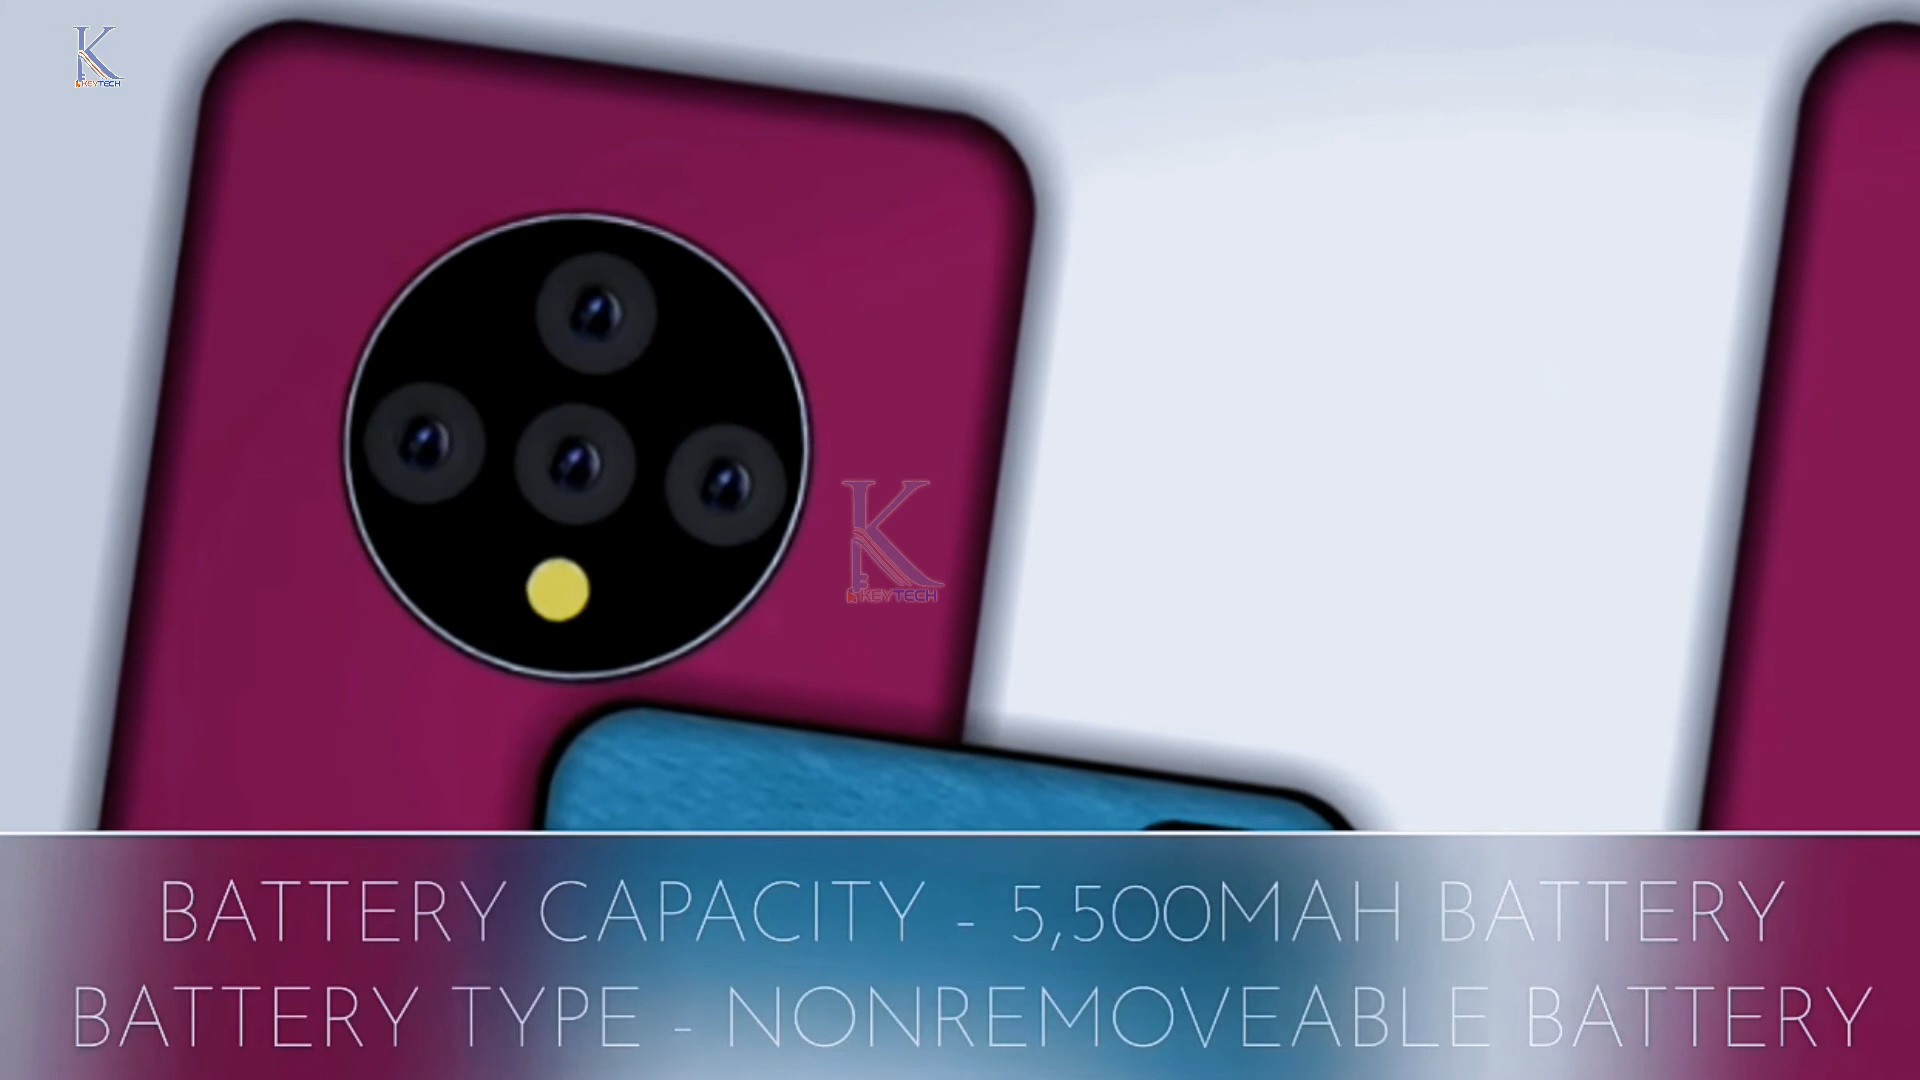 K
KEYTECH
K
KEYTECH
BATTERY CAPACITY - 5,500MAH BATTERY
BATTERY TYPE - NONREMOVEABLE BATTERY